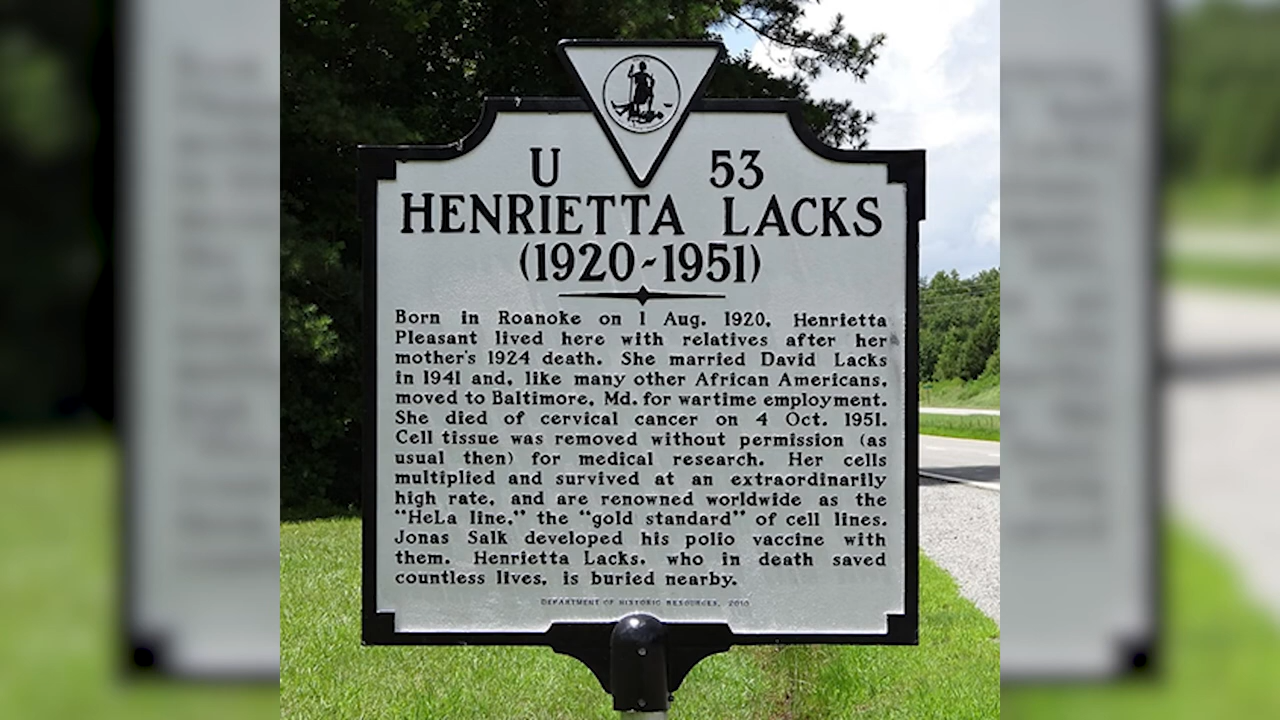 U 53
HENRIETTA LACKS
(1920-1951)
Born in Roanoke on 1 Aug. 1920, Henrietta
Pleasant lived here with relatives after her
mother's 1924 death. She married David Lacks
in 1941 and, like many other African Americans,
moved to Baltimore, Md. for wartime employment.
She died of cervical cancer on 4 Oct. 1951.
Cell tissue was removed without permission (as
usual then) for medical research. Her cells
multiplied and survived at an extraordinarily
high rate, and are renowned worldwide as the
“HeLa line,” the “gold standard” of cell lines.
Jonas Salk developed his polio vaccine with
them. Henrietta Lacks, who in death saved
countless lives, is buried nearby.
DEPARTMENT OF HISTORIC RESOURCES, 2010